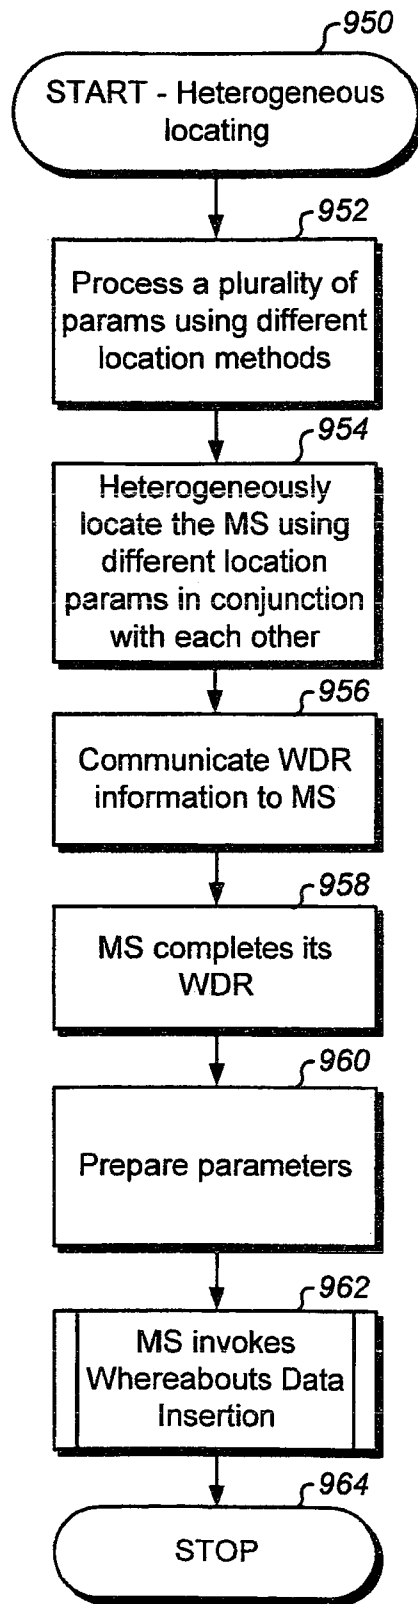 950
START - Heterogeneous
locating
952
Process a plurality of
params using different
location methods
954
Heterogeneously
locate the MS using
different location
params in conjunction
with each other
956
Communicate WDR
information to MS
958
MS completes its
WDR
960
Prepare parameters
962
MS invokes
Whereabouts Data
Insertion
964
STOP